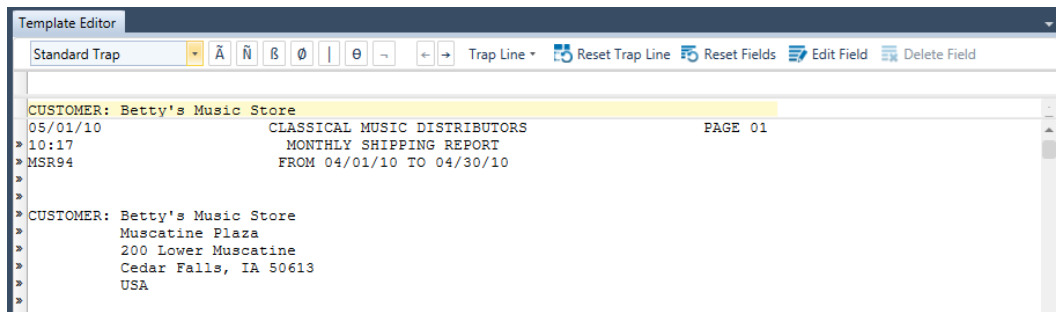 Template Editor
Standard Trap Ã Ñ ß Ø | θ ¬ ← → Trap Line Reset Trap Line Reset Fields Edit Field Delete Field
CUSTOMER: Betty's Music Store
05/01/10 CLASSICAL MUSIC DISTRIBUTORS PAGE 01
» 10:17 MONTHLY SHIPPING REPORT
» MSR94 FROM 04/01/10 TO 04/30/10
»
»
» CUSTOMER: Betty's Music Store
» Muscatine Plaza
» 200 Lower Muscatine
» Cedar Falls, IA 50613
» USA
»